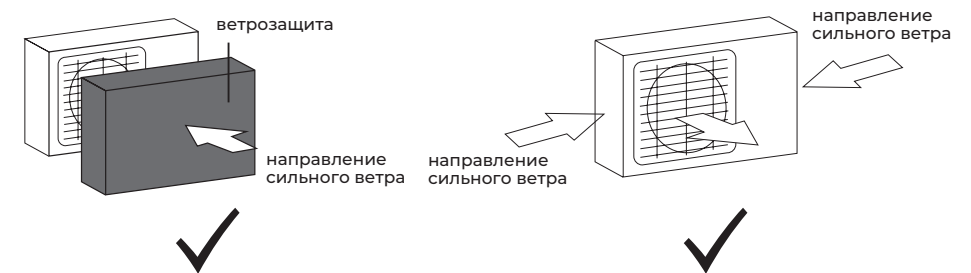 ветрозащита
направление
сильного ветра
направление
сильного ветра
направление
сильного ветра